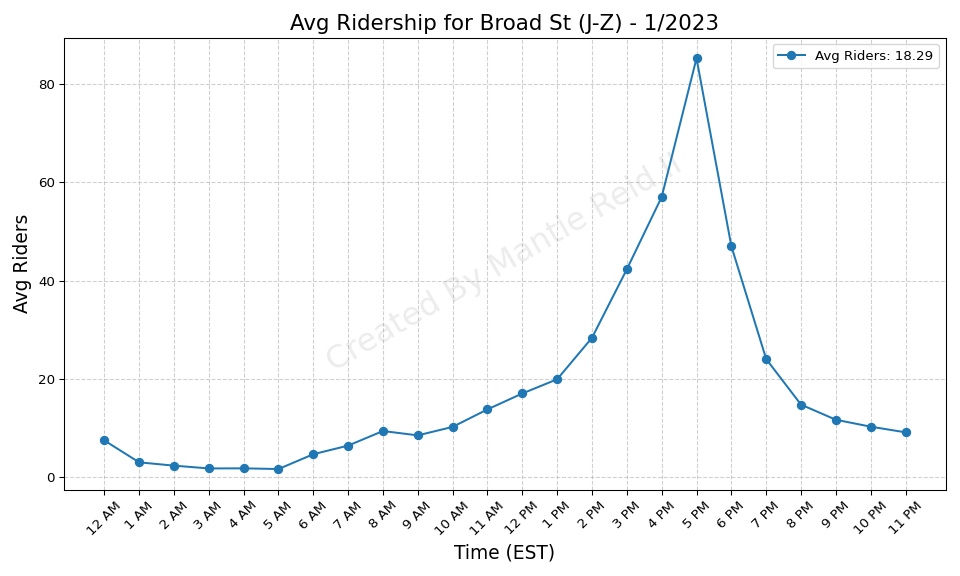 Avg Ridership for Broad St (J-Z) - 1/2023
Avg Riders: 18.29
Avg Riders
80
60
40
20
0
Created By Mantie Reid II
12 AM
1 AM
2 AM
3 AM
4 AM
5 AM
6 AM
7 AM
8 AM
9 AM
10 AM
11 AM
12 PM
1 PM
2 PM
3 PM
4 PM
5 PM
6 PM
7 PM
8 PM
9 PM
10 PM
11 PM
Time (EST)